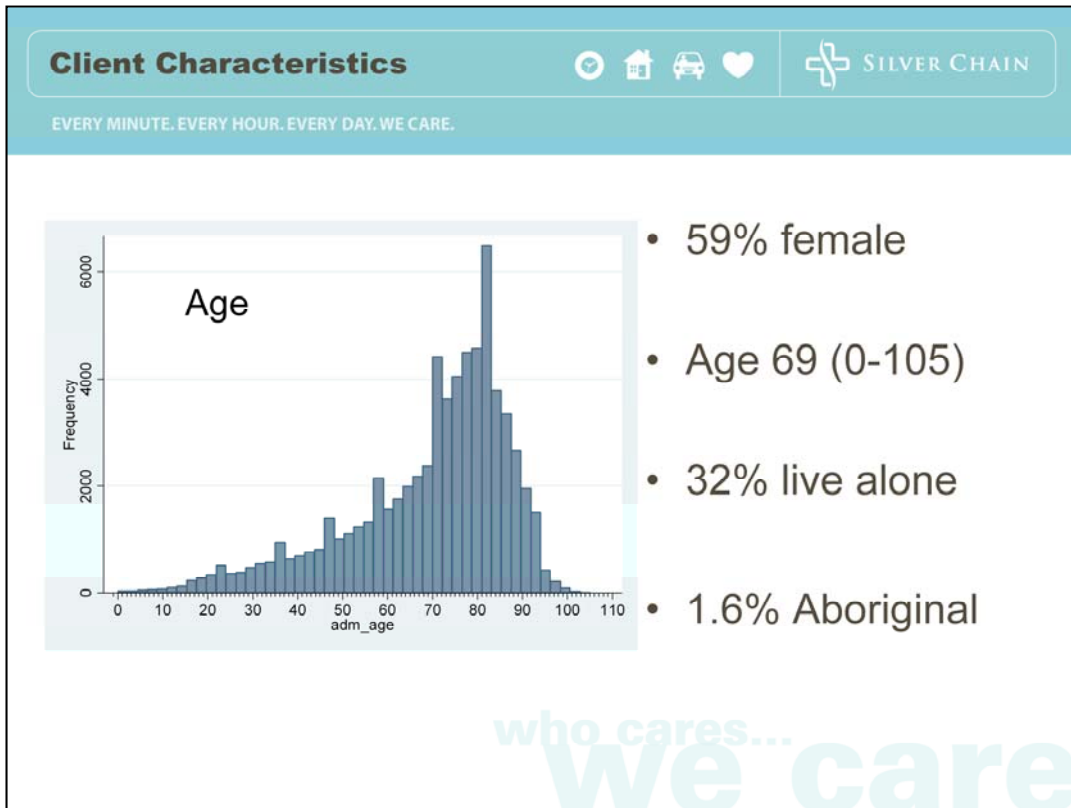 Client Characteristics
SILVER CHAIN
EVERY MINUTE. EVERY HOUR. EVERY DAY. WE CARE.
Age
Frequency
6000
4000
2000
0
0 10 20 30 40 50 60 70 80 90 100 110
adm_age
• 59% female
• Age 69 (0-105)
• 32% live alone
• 1.6% Aboriginal
who cares...
we care